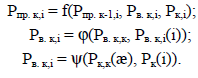 Pпр. к,i = f(Pпр. к-1,i, Pв. к,i, Pк,i);
Pв. к,i = φ(Pв. к,к, Pв. к,i(i));
Pв. к,i = ψ(Pк,к(æ), Pк(i)).